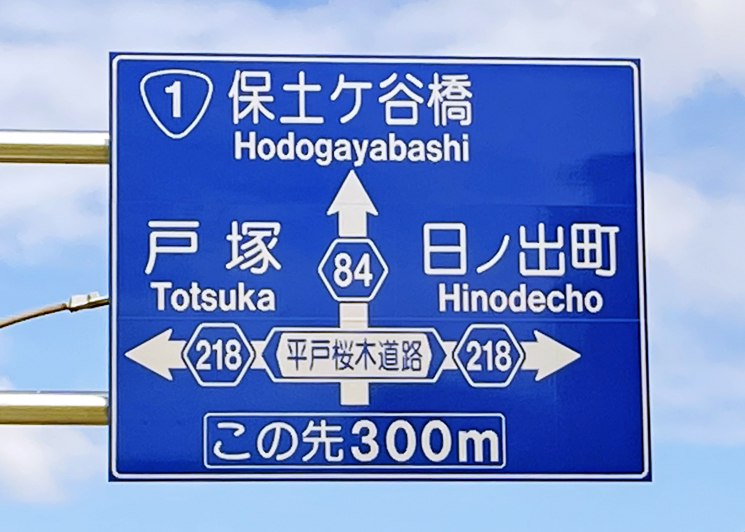 1 保土ケ谷橋
Hodogayabashi
戸塚
Totsuka
84
日ノ出町
Hinodecho
218 平戸桜木道路 218
この先300m